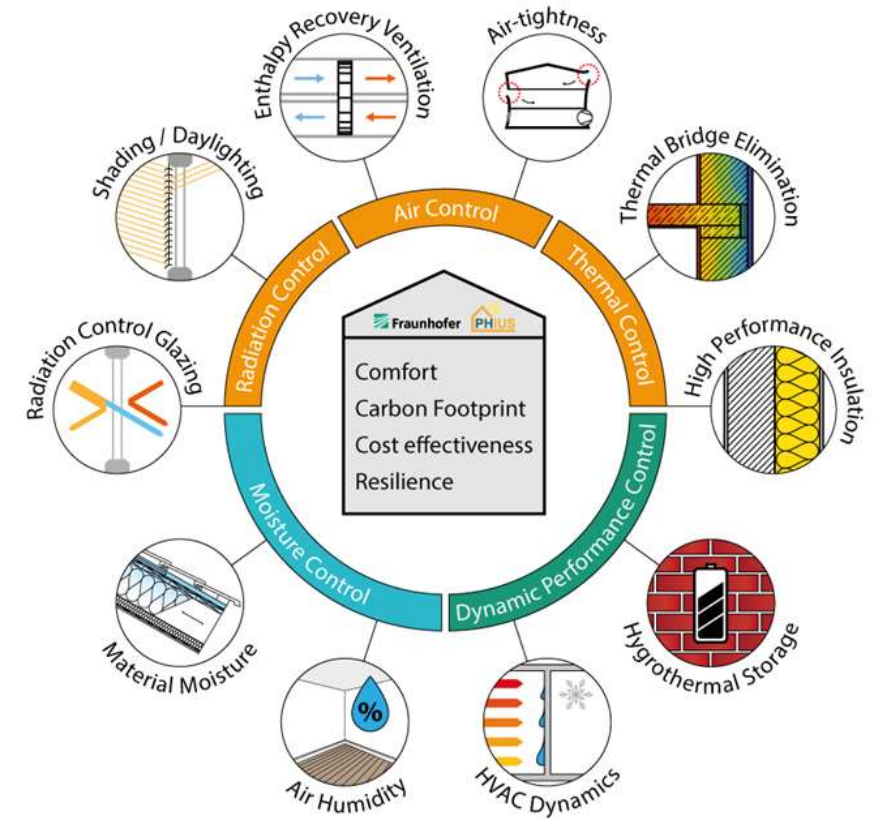 Enthalpy Recovery Ventilation
Air-tightness
Shading / Daylighting
Thermal Bridge Elimination
Air Control
Radiation Control
Thermal Control
Fraunhofer
PHIUS
Radiation Control Glazing
High Performance Insulation
Comfort
Carbon Footprint
Cost effectiveness
Resilience
Moisture Control
Dynamic Performance Control
Material Moisture
Hygrothermal Storage
%
Air Humidity
HVAC Dynamics